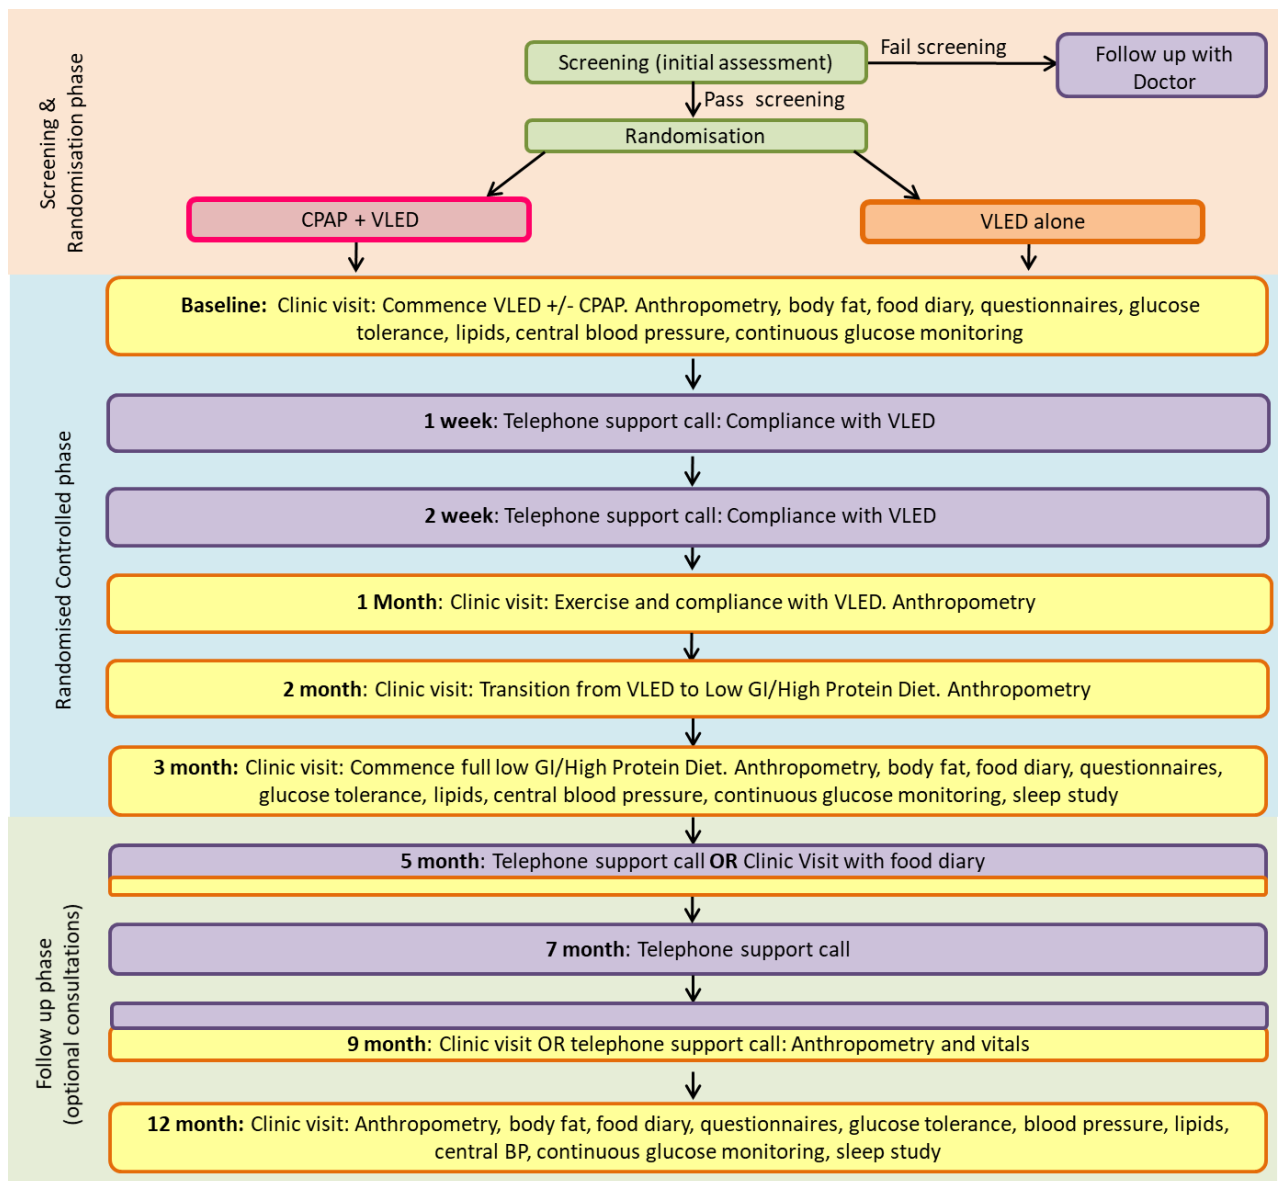 Screening &
Randomisation phase
Screening (initial assessment)
Fail screening
Follow up with
Doctor
Pass screening
Randomisation
CPAP + VLED
VLED alone
Randomised Controlled phase
Baseline: Clinic visit: Commence VLED +/- CPAP. Anthropometry, body fat, food diary, questionnaires, glucose
tolerance, lipids, central blood pressure, continuous glucose monitoring
1 week: Telephone support call: Compliance with VLED
2 week: Telephone support call: Compliance with VLED
1 Month: Clinic visit: Exercise and compliance with VLED. Anthropometry
2 month: Clinic visit: Transition from VLED to Low GI/High Protein Diet. Anthropometry
3 month: Clinic visit: Commence full low GI/High Protein Diet. Anthropometry, body fat, food diary, questionnaires,
glucose tolerance, lipids, central blood pressure, continuous glucose monitoring, sleep study
Follow up phase
(optional consultations)
5 month: Telephone support call OR Clinic Visit with food diary
7 month: Telephone support call
9 month: Clinic visit OR telephone support call: Anthropometry and vitals
12 month: Clinic visit: Anthropometry, body fat, food diary, questionnaires, glucose tolerance, blood pressure, lipids,
central BP, continuous glucose monitoring, sleep study